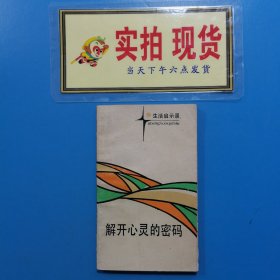 实拍 现货
当天下午六点发货
生活启示录
解开心灵的密码